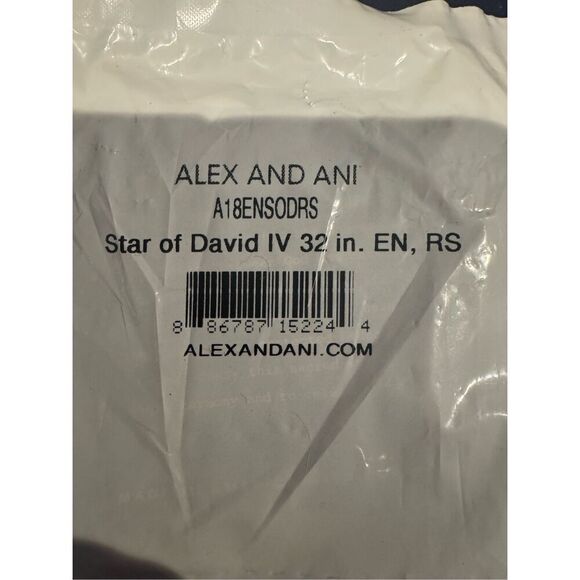 ALEX AND ANI
A18ENSODRS
Star of David IV 32 in. EN, RS
8 86787 15224 4
ALEXANDANI.COM